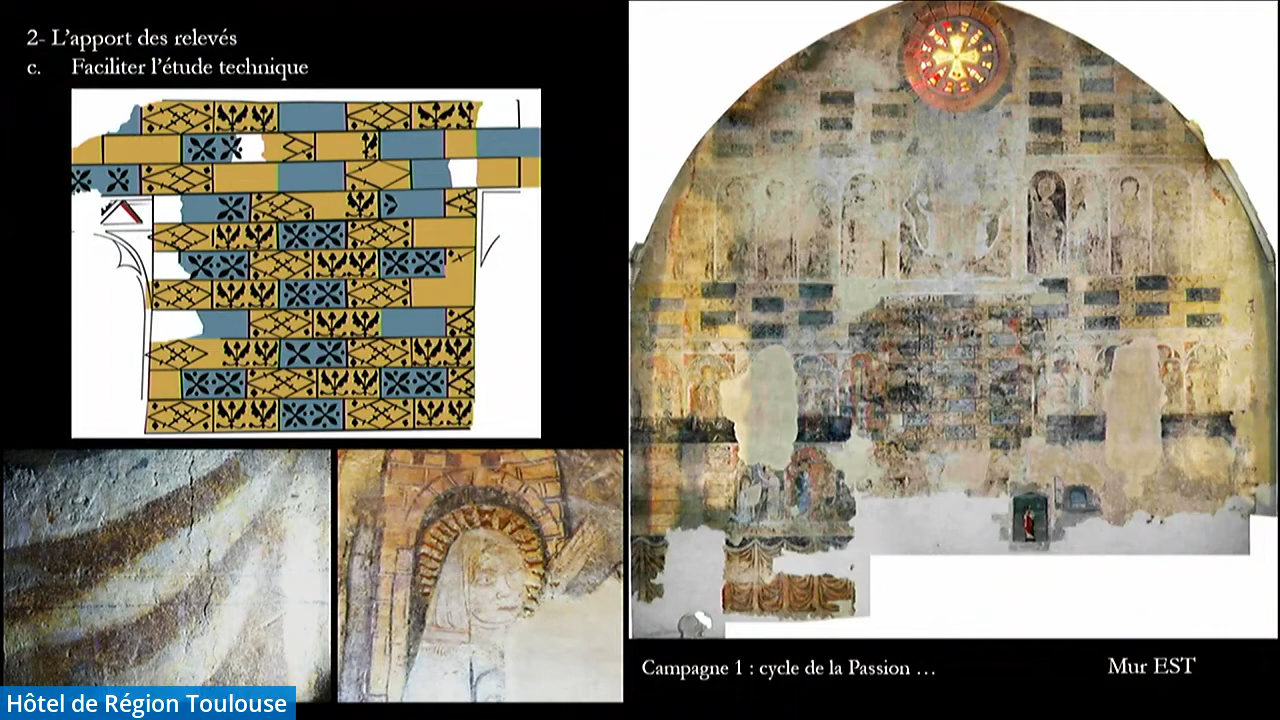 2- L’apport des relevés
c. Faciliter l’étude technique
Campagne 1 : cycle de la Passion …
Mur EST
Hôtel de Région Toulouse